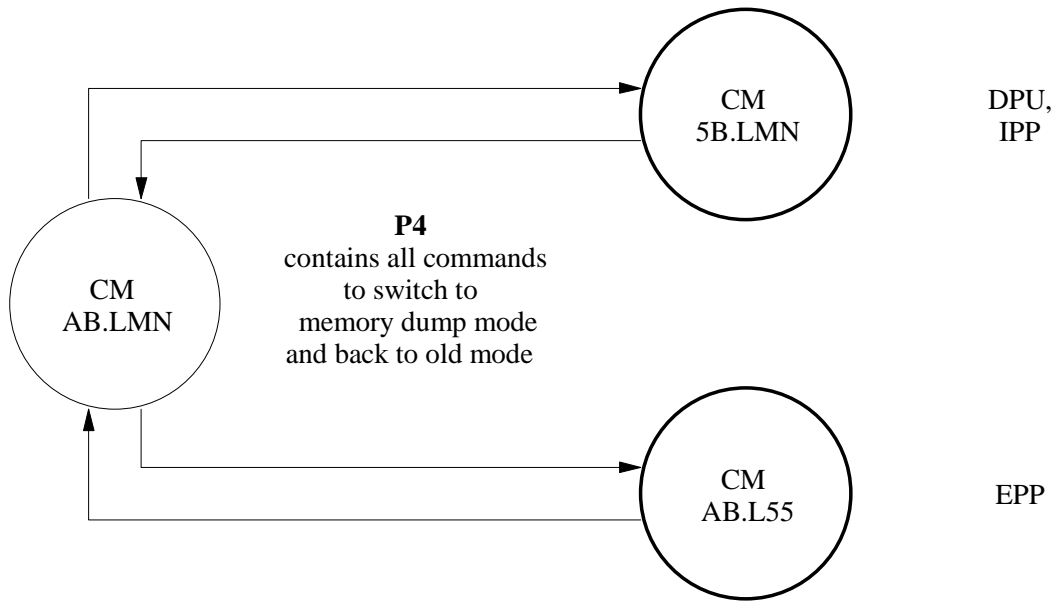 CM
5B.LMN
DPU,
IPP
P4
contains all commands
to switch to
memory dump mode
and back to old mode
CM
AB.LMN
CM
AB.L55
EPP